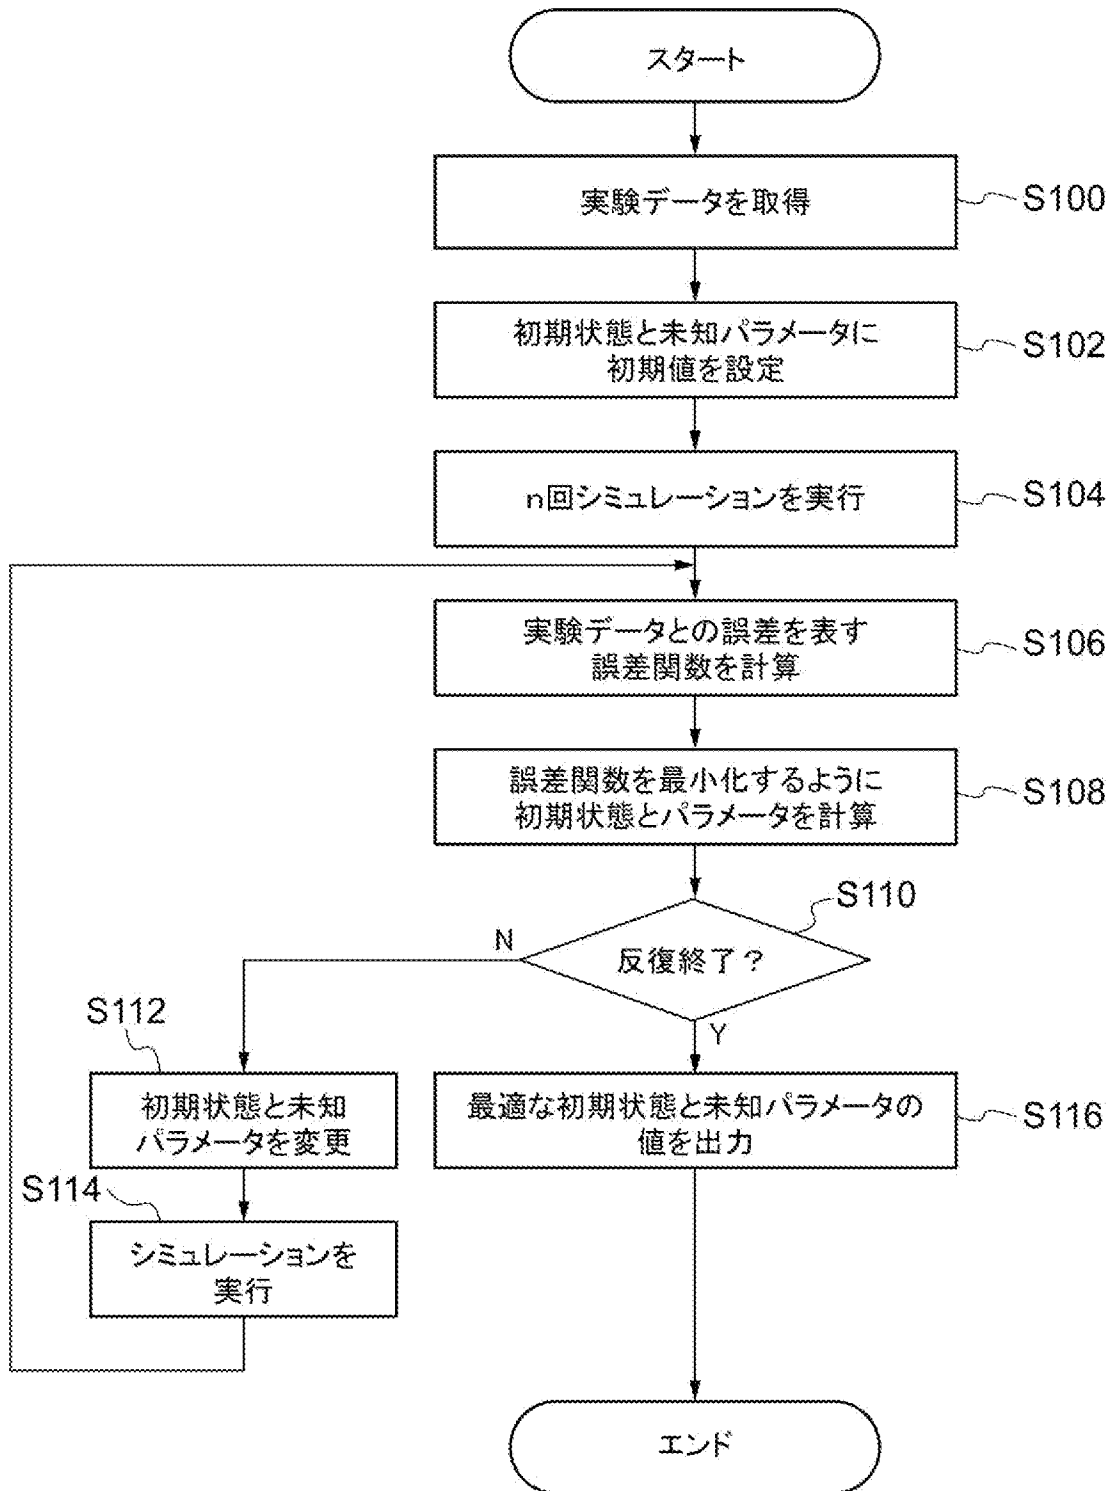 スタート
実験データを取得
S100
初期状態と未知パラメータに
初期値を設定
S102
n回シミュレーションを実行
S104
実験データとの誤差を表す
誤差関数を計算
S106
誤差関数を最小化するように
初期状態とパラメータを計算
S108
S110
反復終了?
N
Y
S112
初期状態と未知
パラメータを変更
最適な初期状態と未知パラメータの
値を出力
S116
S114
シミュレーションを
実行
エンド